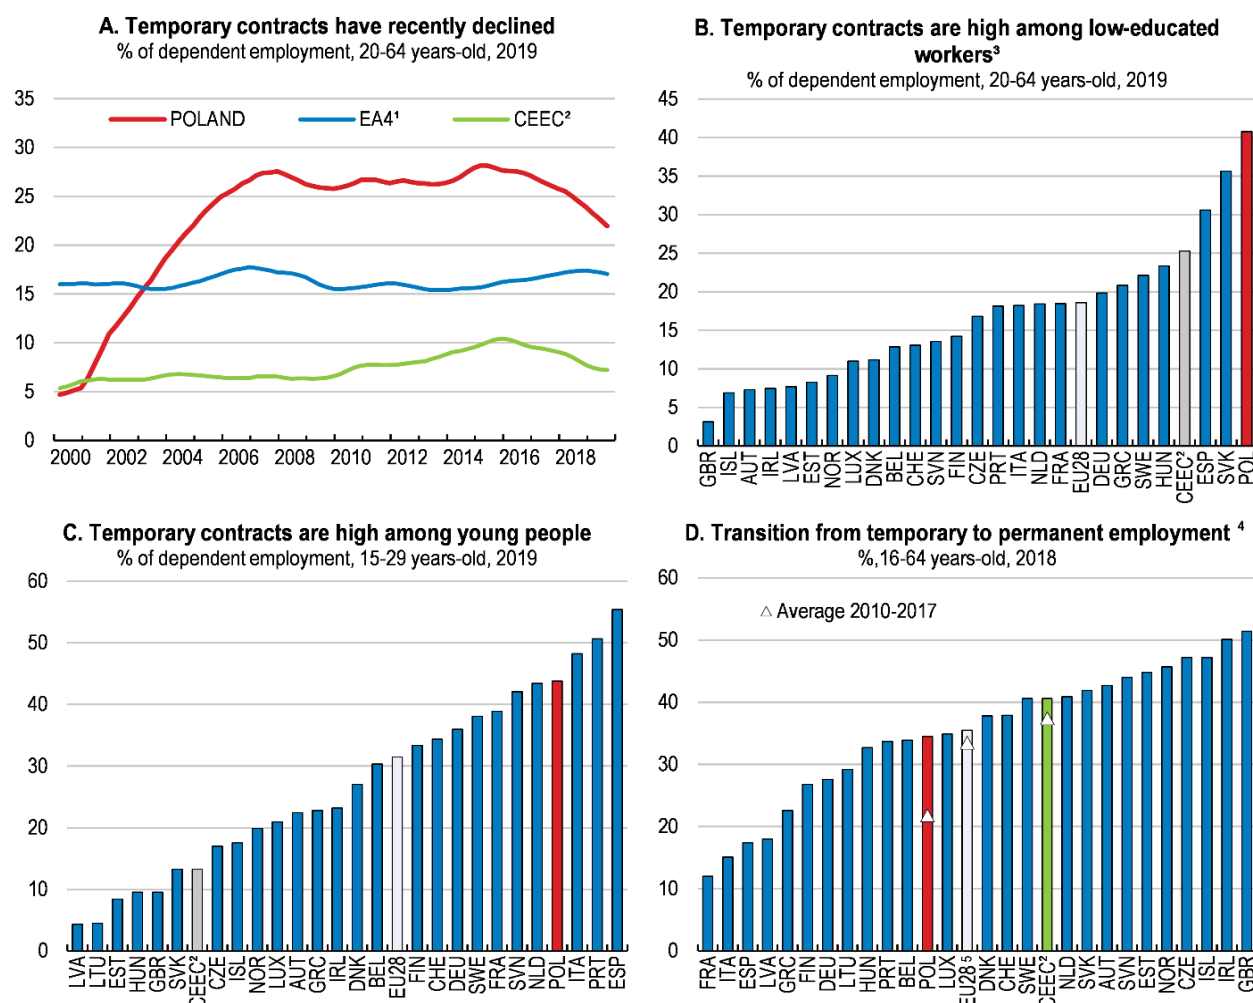 A. Temporary contracts have recently declined
% of dependent employment, 20-64 years-old, 2019
35
POLAND
EA4¹
CEEC²
30
25
20
15
10
5
0
2000 2002 2004 2006 2008 2010 2012 2014 2016 2018
B. Temporary contracts are high among low-educated
workers³
% of dependent employment, 20-64 years-old, 2019
45
40
35
30
25
20
15
10
5
0
GBR ISL AUT IRL LVA EST NOR LUX DNK BEL CHE SVN FIN CZE PRT ITA NLD FRA EU28 DEU GRC SWE HUN CEEC² ESP SVK POL
C. Temporary contracts are high among young people
% of dependent employment, 15-29 years-old, 2019
60
50
40
30
20
10
0
LVA LTU EST HUN GBR SVK CEEC² CZE ISL NOR LUX AUT GRC IRL DNK BEL EU28 FIN CHE DEU SWE FRA SVN NLD POL ITA PRT ESP
D. Transition from temporary to permanent employment ⁴
%,16-64 years-old, 2018
60
△ Average 2010-2017
50
40
30
20
10
0
FRA ITA ESP LVA GRC FIN DEU LTU HUN PRT BEL POL LUX EU28 ⁵ DNK CHE SWE CEEC² NLD SVK AUT SVN EST NOR CZE ISL IRL GBR